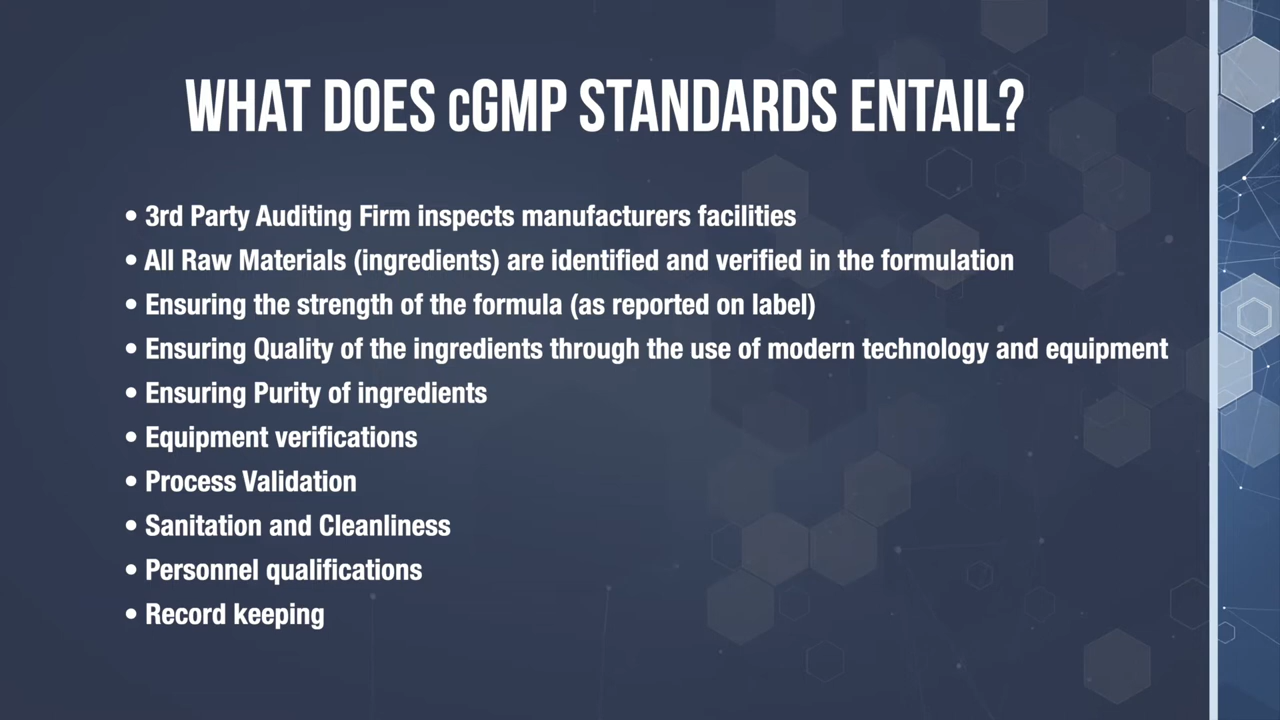 WHAT DOES cGMP STANDARDS ENTAIL?
• 3rd Party Auditing Firm inspects manufacturers facilities
• All Raw Materials (ingredients) are identified and verified in the formulation
• Ensuring the strength of the formula (as reported on label)
• Ensuring Quality of the ingredients through the use of modern technology and equipment
• Ensuring Purity of ingredients
• Equipment verifications
• Process Validation
• Sanitation and Cleanliness
• Personnel qualifications
• Record keeping